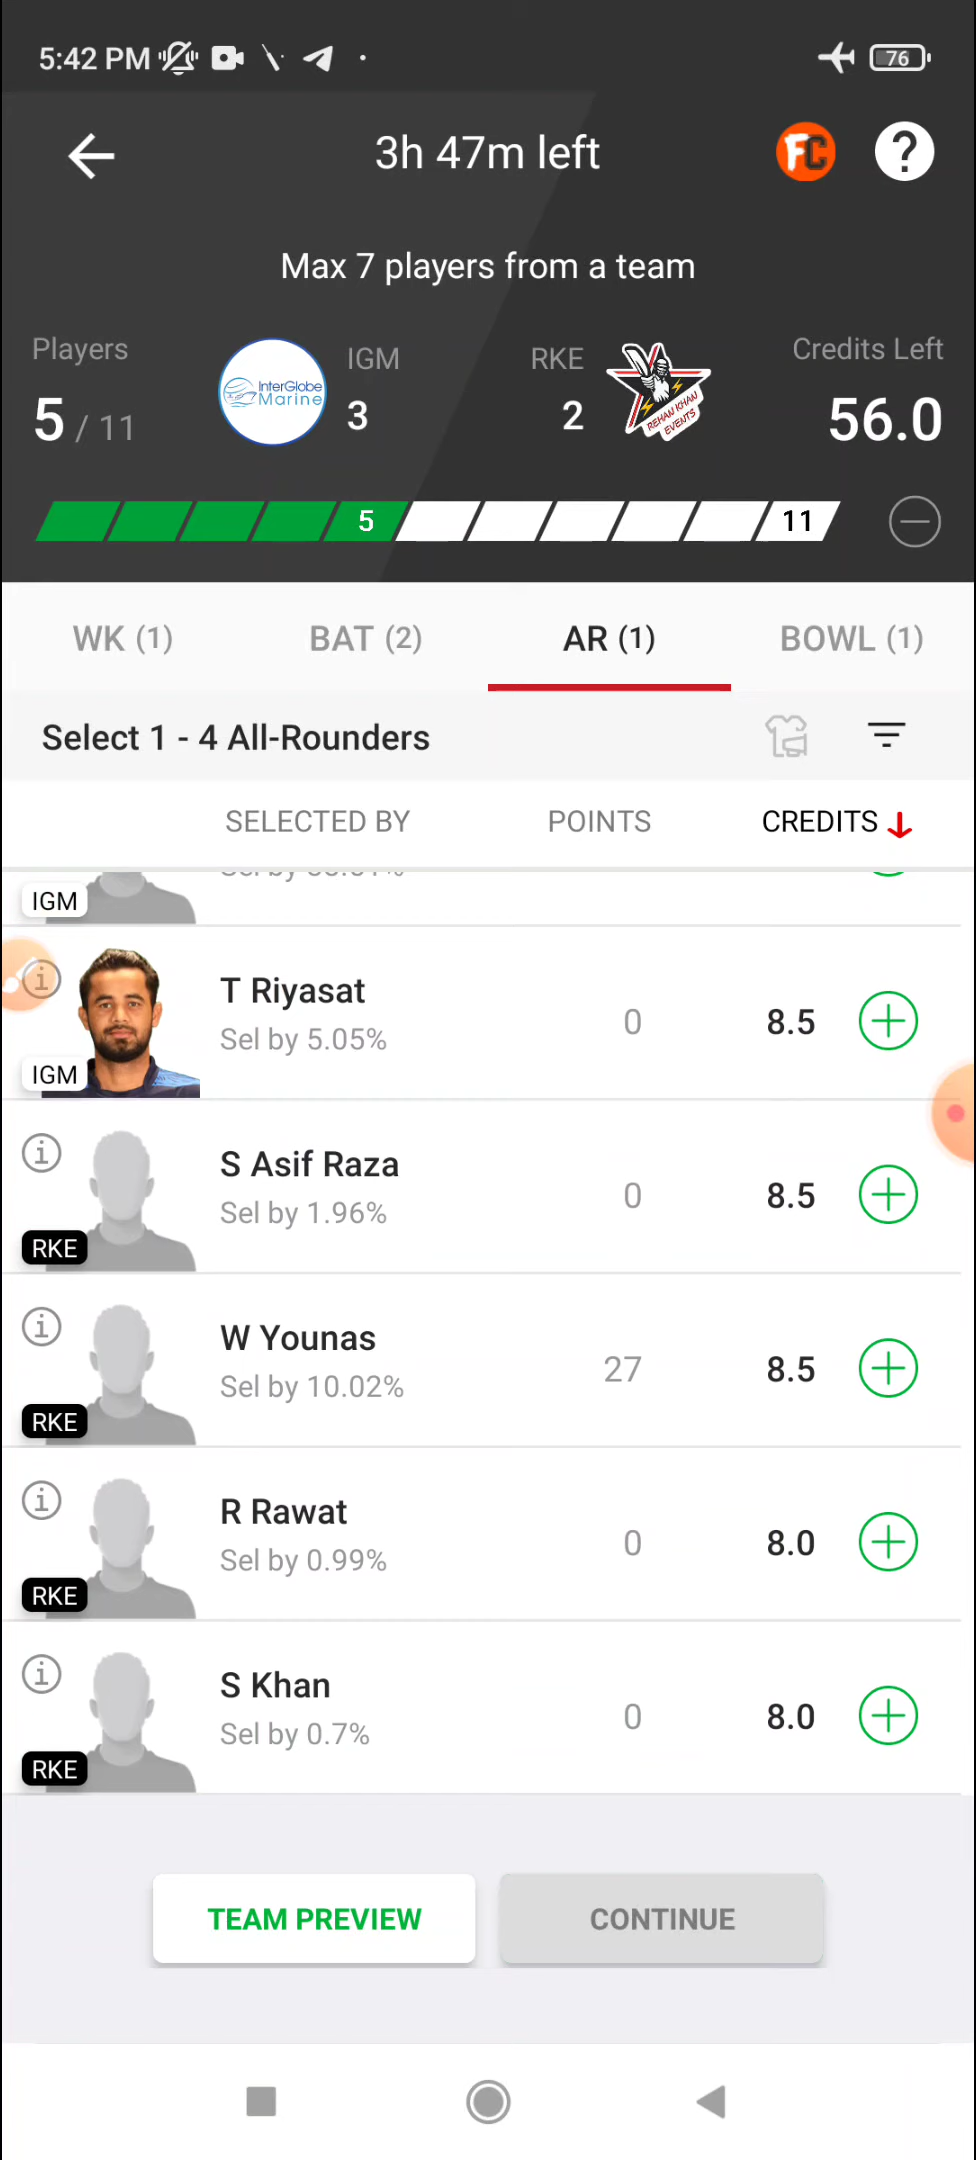 5:42 PM
76
3h 47m left
FC
?
Max 7 players from a team
Players
5 / 11
InterGlobe
Marine
IGM
3
RKE
2
REHAN KHAN
EVENTS
Credits Left
56.0
5
11
WK (1)
BAT (2)
AR (1)
BOWL (1)
Select 1 - 4 All-Rounders
SELECTED BY
POINTS
CREDITS
IGM
T Riyasat
Sel by 5.05%
0
8.5
IGM
S Asif Raza
Sel by 1.96%
0
8.5
RKE
W Younas
Sel by 10.02%
27
8.5
RKE
R Rawat
Sel by 0.99%
0
8.0
RKE
S Khan
Sel by 0.7%
0
8.0
RKE
TEAM PREVIEW
CONTINUE